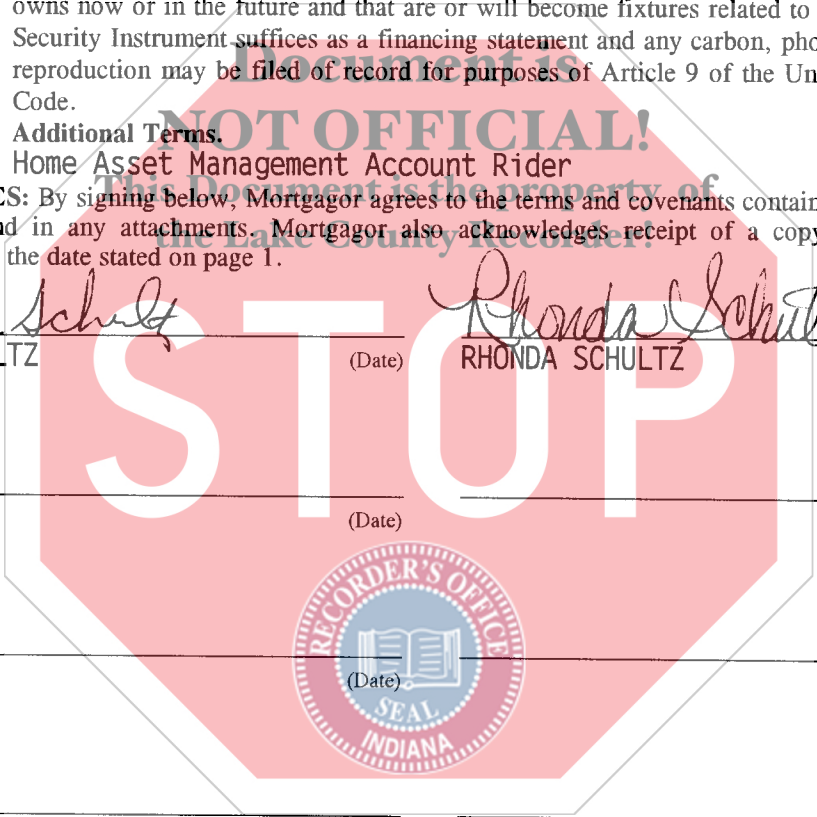 owns now or in the future and that are or will become fixtures related to
Security Instrument suffices as a financing statement and any carbon, pho
reproduction may be filed of record for purposes of Article 9 of the Un
Code.
Document is
NOT OFFICIAL!
This Document is the property of
the Lake County Recorder!
Additional Terms.
Home Asset Management Account Rider
ES: By signing below, Mortgagor agrees to the terms and covenants contain
nd in any attachments. Mortgagor also acknowledges receipt of a copy
the date stated on page 1.
Schultz
Rhonda Schult
LTZ (Date) RHONDA SCHULTZ
STOP
(Date)
RECORDER'S OFFICE
(Date)
SEAL
INDIANA